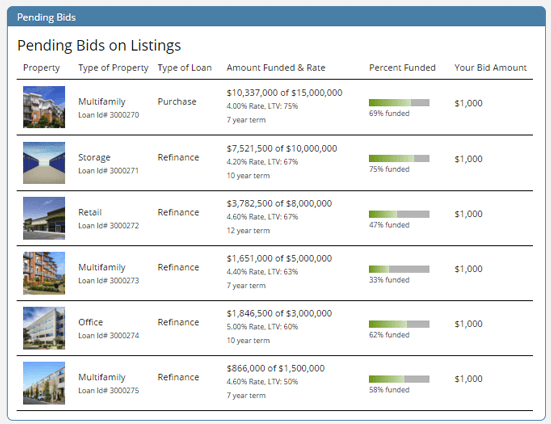 Pending Bids
Pending Bids on Listings
Property Type of Property Type of Loan Amount Funded & Rate Percent Funded Your Bid Amount
$10,337,000 of $15,000,000
Multifamily Purchase 4.00% Rate, LTV: 75% $1,000
Loan Id# 3000270 7 year term 69% funded
$7,521,500 of $10,000,000
Storage Refinance 4.20% Rate, LTV: 67% $1,000
Loan Id# 3000271 10 year term 75% funded
$3,782,500 of $8,000,000
Retail Refinance 4.60% Rate, LTV: 67% $1,000
Loan Id# 3000272 12 year term 47% funded
$1,651,000 of $5,000,000
Multifamily Refinance 4.40% Rate, LTV: 63% $1,000
Loan Id# 3000273 7 year term 33% funded
$1,846,500 of $3,000,000
Office Refinance 5.00% Rate, LTV: 60% $1,000
Loan Id# 3000274 10 year term 62% funded
$866,000 of $1,500,000
Multifamily Refinance 4.60% Rate, LTV: 50% $1,000
Loan Id# 3000275 7 year term 58% funded